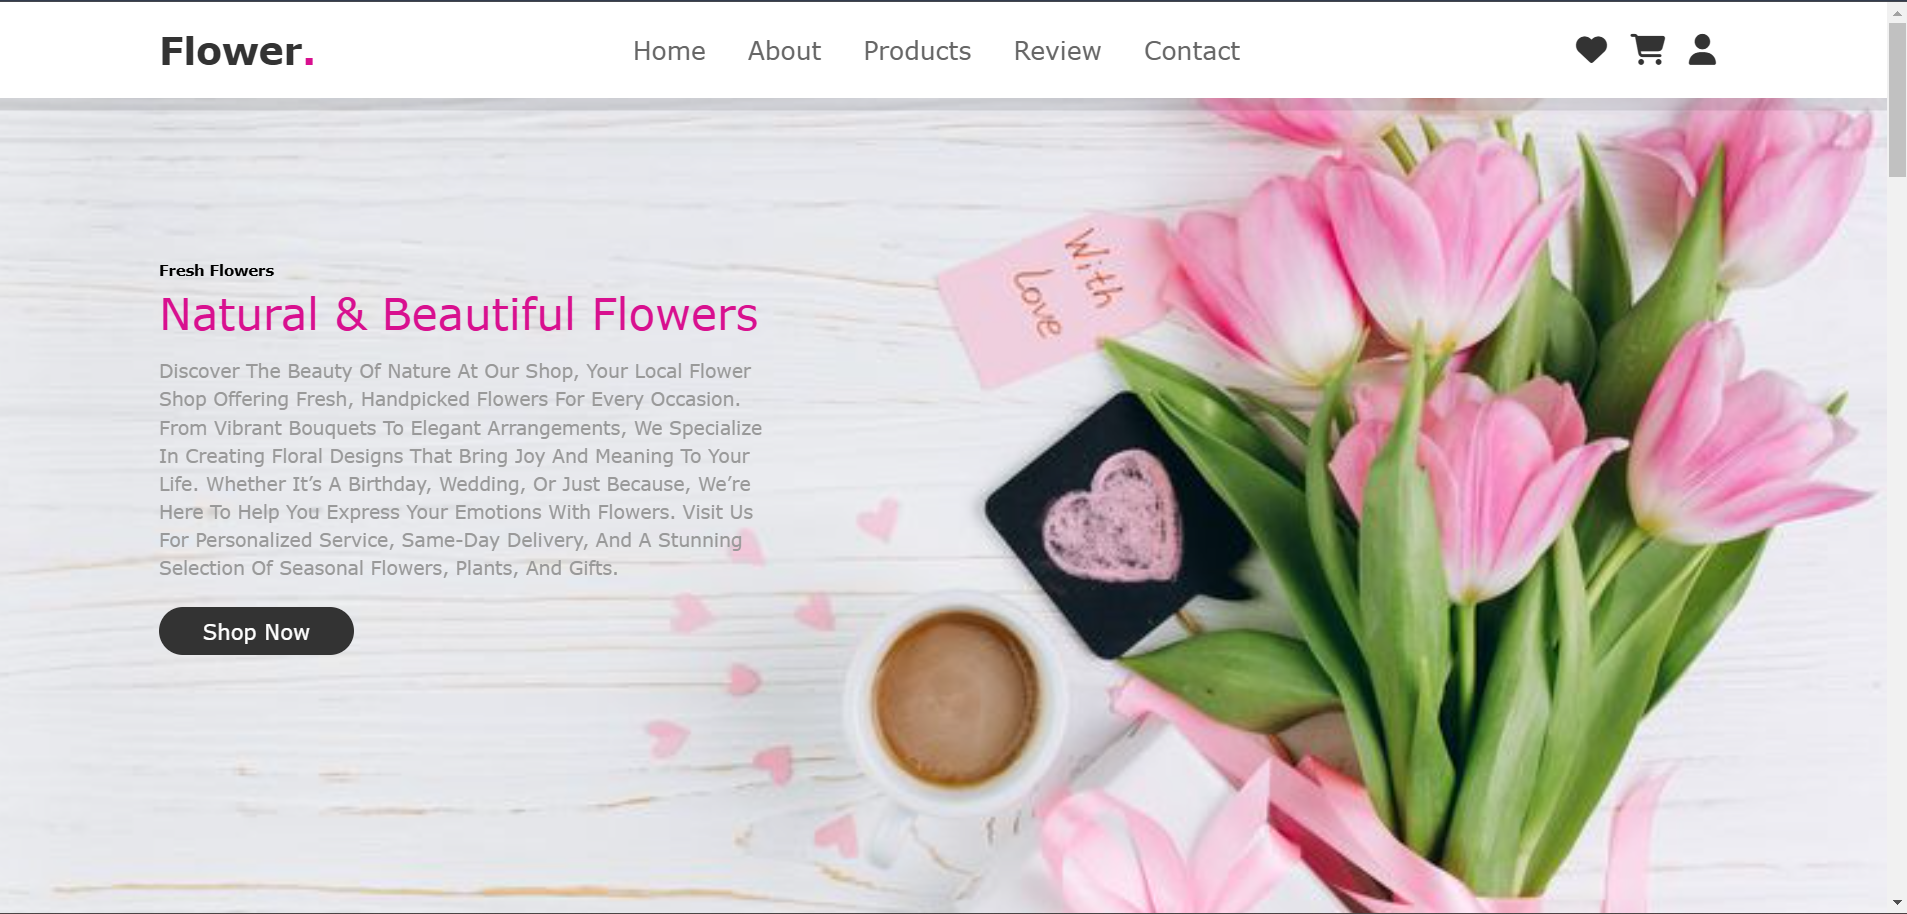 Flower.
Home About Products Review Contact
With
Love
Fresh Flowers
Natural & Beautiful Flowers
Discover The Beauty Of Nature At Our Shop, Your Local Flower
Shop Offering Fresh, Handpicked Flowers For Every Occasion.
From Vibrant Bouquets To Elegant Arrangements, We Specialize
In Creating Floral Designs That Bring Joy And Meaning To Your
Life. Whether It’s A Birthday, Wedding, Or Just Because, We’re
Here To Help You Express Your Emotions With Flowers. Visit Us
For Personalized Service, Same-Day Delivery, And A Stunning
Selection Of Seasonal Flowers, Plants, And Gifts.
Shop Now